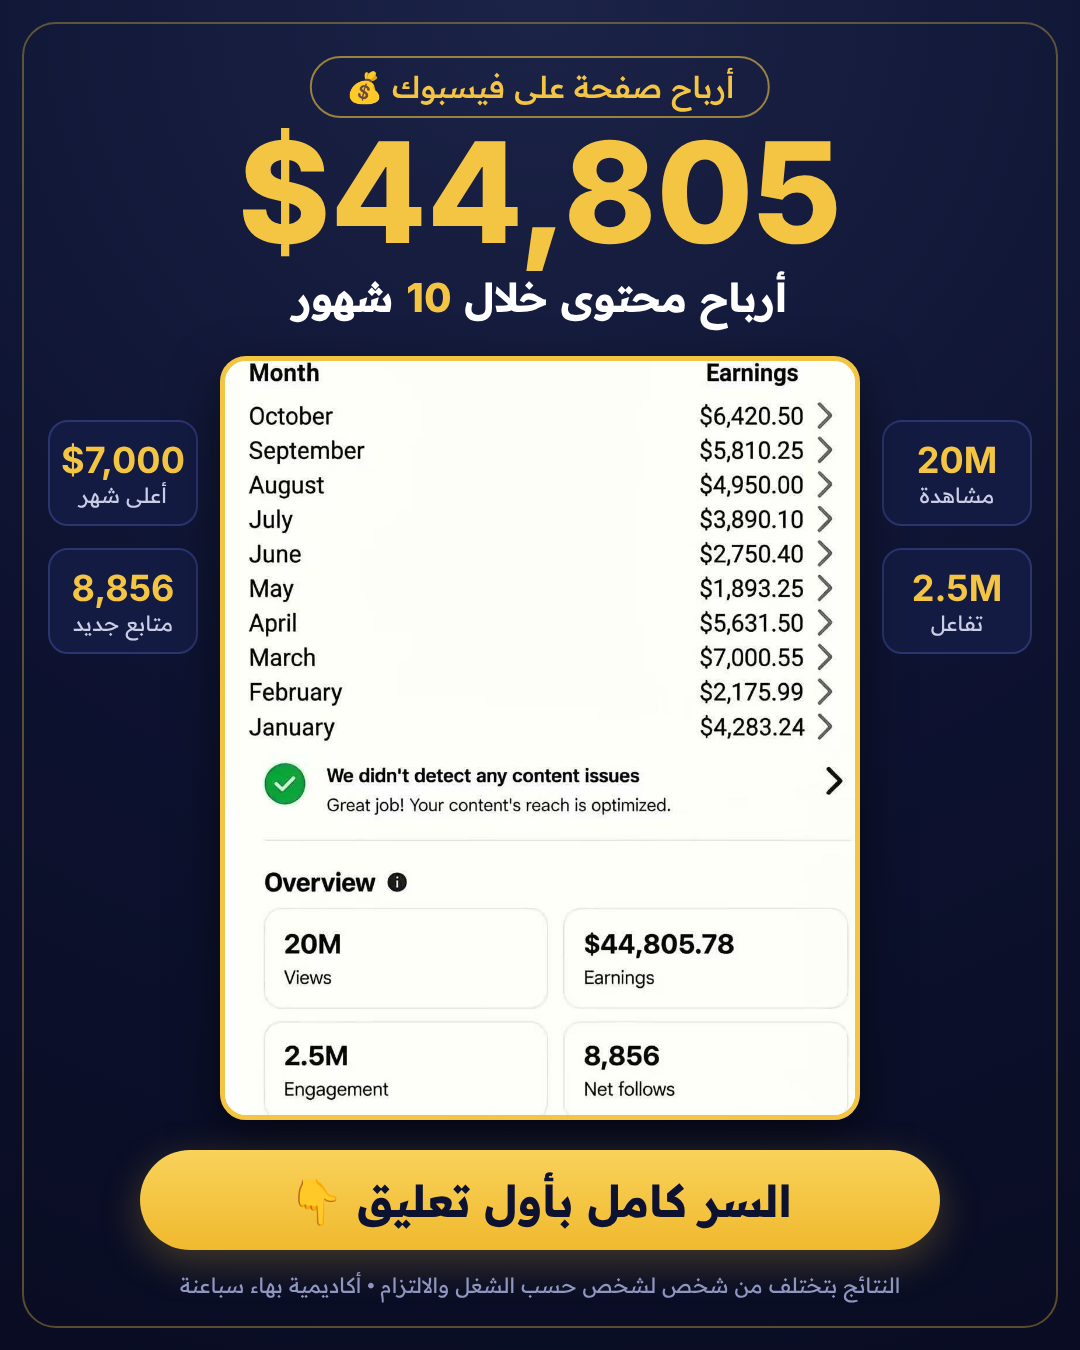 أرباح صفحة على فيسبوك 💰
$44,805
أرباح محتوى خلال 10 شهور
Month Earnings
October $6,420.50
September $5,810.25
August $4,950.00
July $3,890.10
June $2,750.40
May $1,893.25
April $5,631.50
March $7,000.55
February $2,175.99
January $4,283.24
We didn't detect any content issues
Great job! Your content's reach is optimized.
Overview
20M
Views
$44,805.78
Earnings
2.5M
Engagement
8,856
Net follows
20M
مشاهدة
2.5M
تفاعل
$7,000
أعلى شهر
8,856
متابع جديد
السر كامل بأول تعليق 👇
النتائج بتختلف من شخص لشخص حسب الشغل والالتزام • أكاديمية بهاء سباعنة